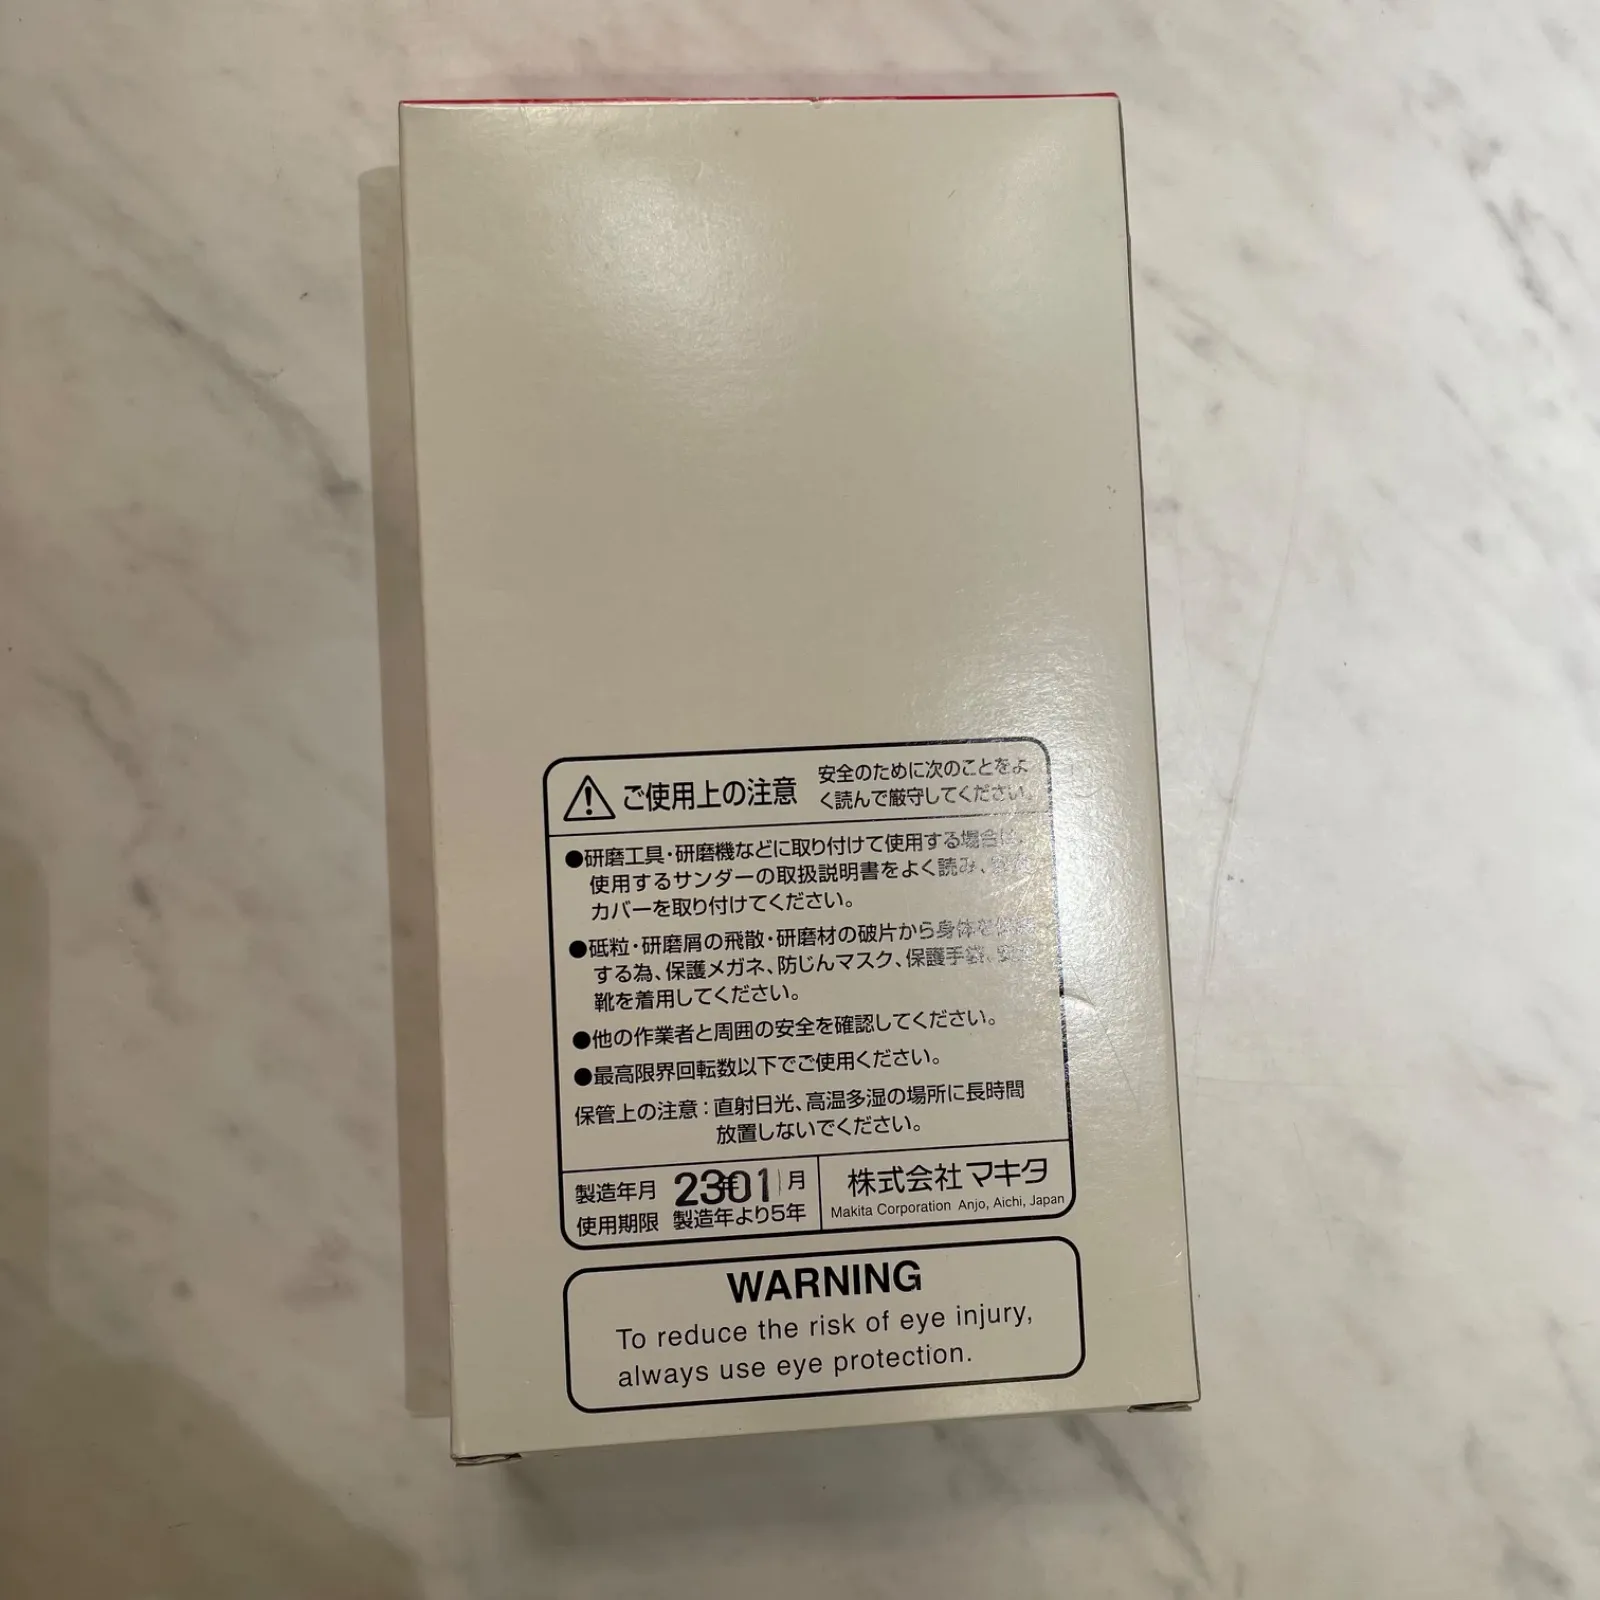 ご使用上の注意
安全のために次のことをよ
く読んで厳守してください。
●研磨工具・研磨機などに取り付けて使用する場合は、
使用するサンダーの取扱説明書をよく読み、
カバーを取り付けてください。
●砥粒・研磨屑の飛散・研磨材の破片から身体を
する為、保護メガネ、防じんマスク、保護手袋、
靴を着用してください。
●他の作業者と周囲の安全を確認してください。
●最高限界回転数以下でご使用ください。
保管上の注意：直射日光、高温多湿の場所に長時間
放置しないでください。
製造年月 23年01月
使用期限 製造年より5年
株式会社マキタ
Makita Corporation Anjo, Aichi, Japan
WARNING
To reduce the risk of eye injury,
always use eye protection.